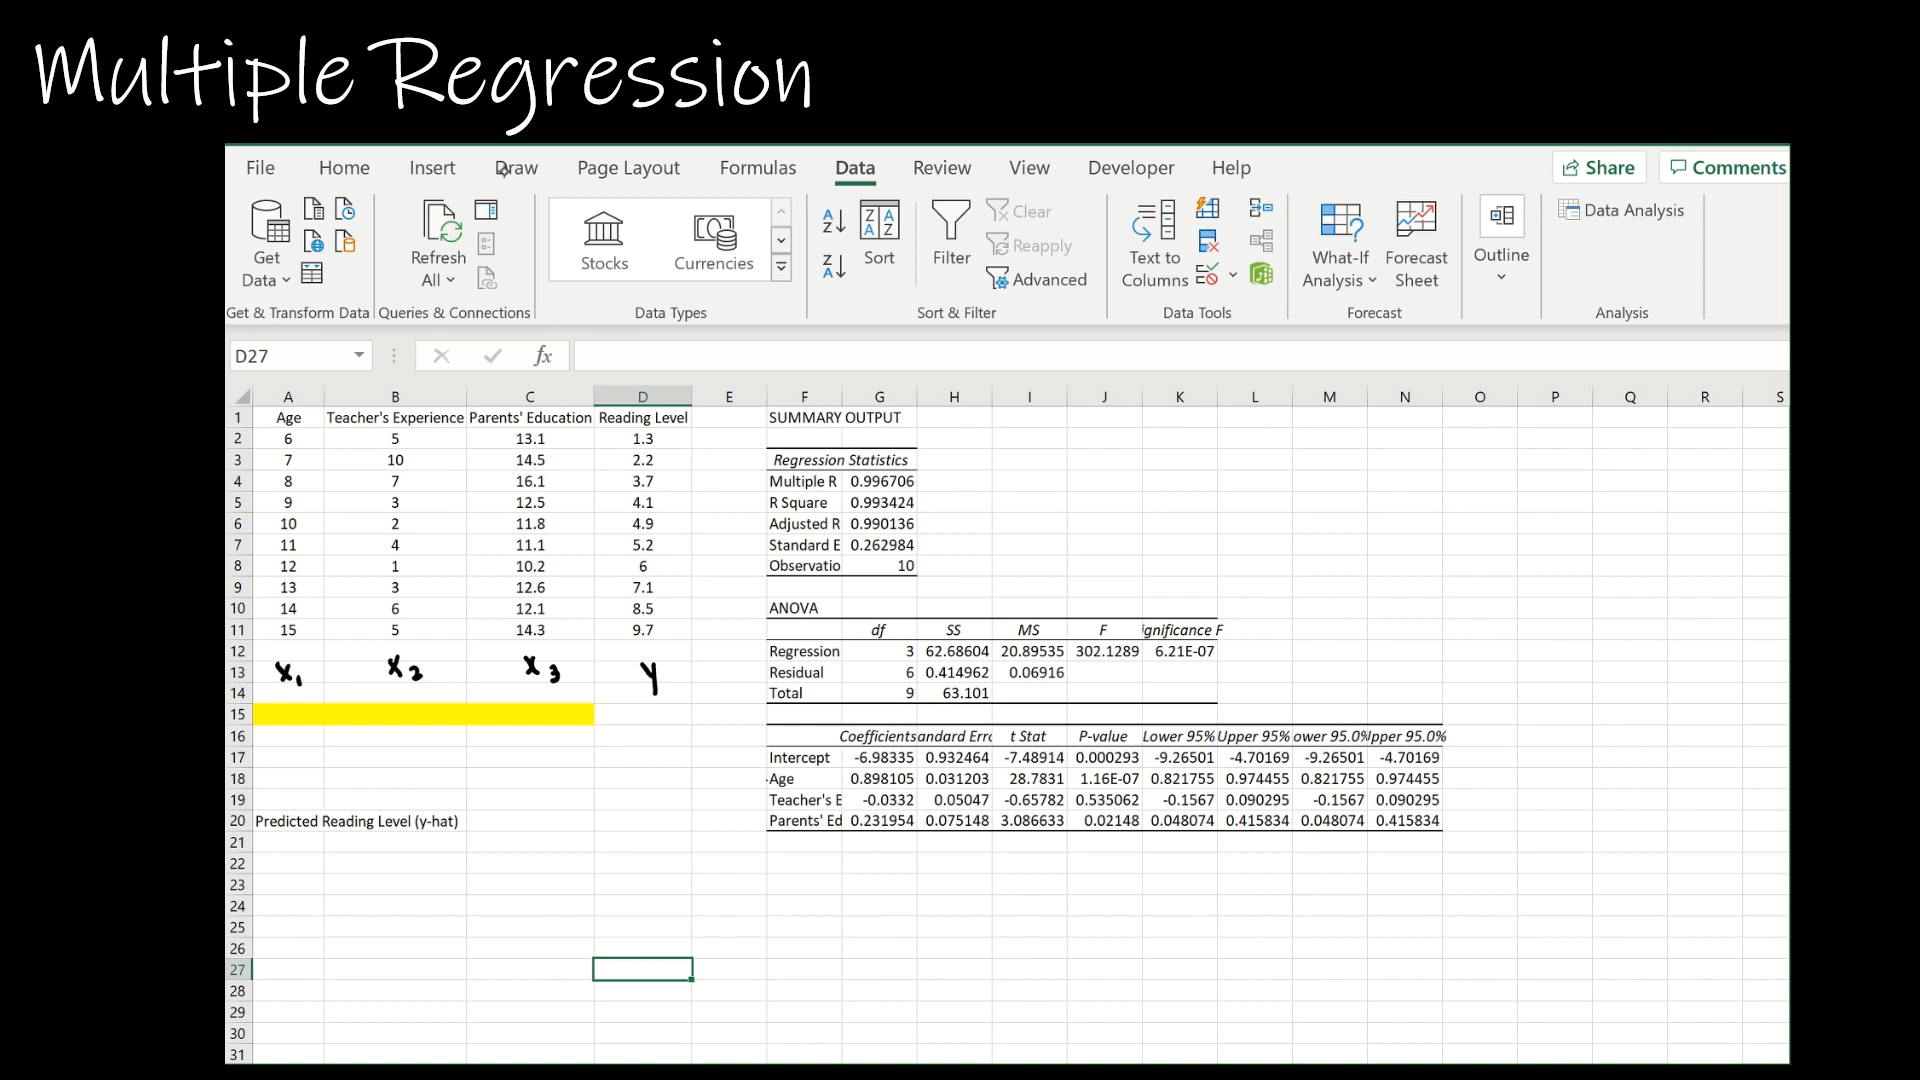 Multiple Regression
File Home Insert Draw Page Layout Formulas Data Review View Developer Help Share Comments
Get Data
Refresh All
Stocks Currencies
A Z
Z A
Z A A Z
Sort
Filter
Clear
Reapply
Advanced
Text to Columns
What-If Analysis
Forecast Sheet
Outline
Data Analysis
Get & Transform Data Queries & Connections Data Types Sort & Filter Data Tools Forecast Analysis
D27 fx
A B C D E F G H I J K L M N O P Q R S
1 Age Teacher's Experience Parents' Education Reading Level SUMMARY OUTPUT
2 6 5 13.1 1.3
3 7 10 14.5 2.2 Regression Statistics
4 8 7 16.1 3.7 Multiple R 0.996706
5 9 3 12.5 4.1 R Square 0.993424
6 10 2 11.8 4.9 Adjusted R 0.990136
7 11 4 11.1 5.2 Standard E 0.262984
8 12 1 10.2 6 Observatio 10
9 13 3 12.6 7.1
10 14 6 12.1 8.5 ANOVA
11 15 5 14.3 9.7 df SS MS F ignificance F
12 Regression 3 62.68604 20.89535 302.1289 6.21E-07
13 x1 x2 x3 y Residual 6 0.414962 0.06916
14 Total 9 63.101
15
16 Coefficients andard Erro t Stat P-value Lower 95% Upper 95% ower 95.0% Ipper 95.0%
17 Intercept -6.98335 0.932464 -7.48914 0.000293 -9.26501 -4.70169 -9.26501 -4.70169
18 Age 0.898105 0.031203 28.7831 1.16E-07 0.821755 0.974455 0.821755 0.974455
19 Teacher's E -0.0332 0.05047 -0.65782 0.535062 -0.1567 0.090295 -0.1567 0.090295
20 Predicted Reading Level (y-hat) Parents' Ed 0.231954 0.075148 3.086633 0.02148 0.048074 0.415834 0.048074 0.415834
21
22
23
24
25
26
27
28
29
30
31